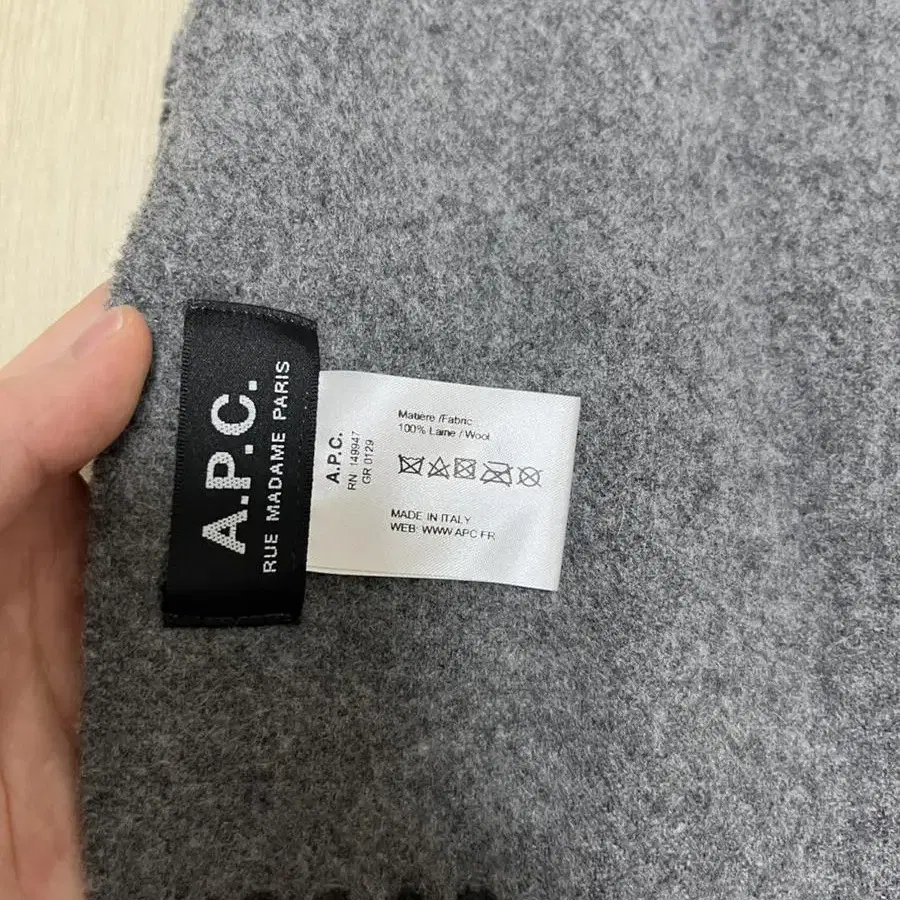 A.P.C.
RUE MADAME PARIS
A.P.C.
RN 149947
GR 0129
Matiere /Fabric
100% Laine / Wool
MADE IN ITALY
WEB: WWW.APC.FR